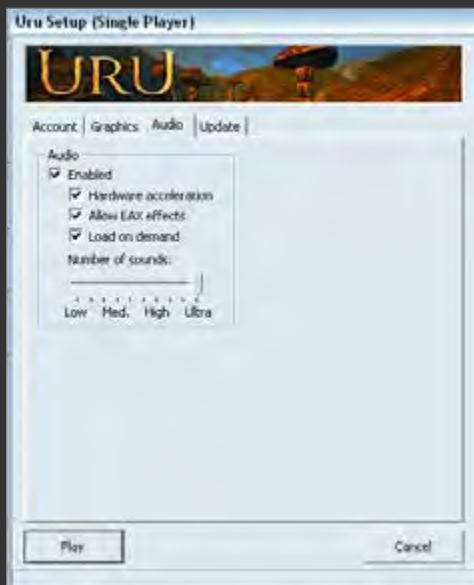 Uru Setup (Single Player)
URU
Account Graphics Audio Update
Audio
Enabled
Hardware acceleration
Allow EAX effects
Load on demand
Number of sounds:
Low Med. High Ultra
Play Cancel